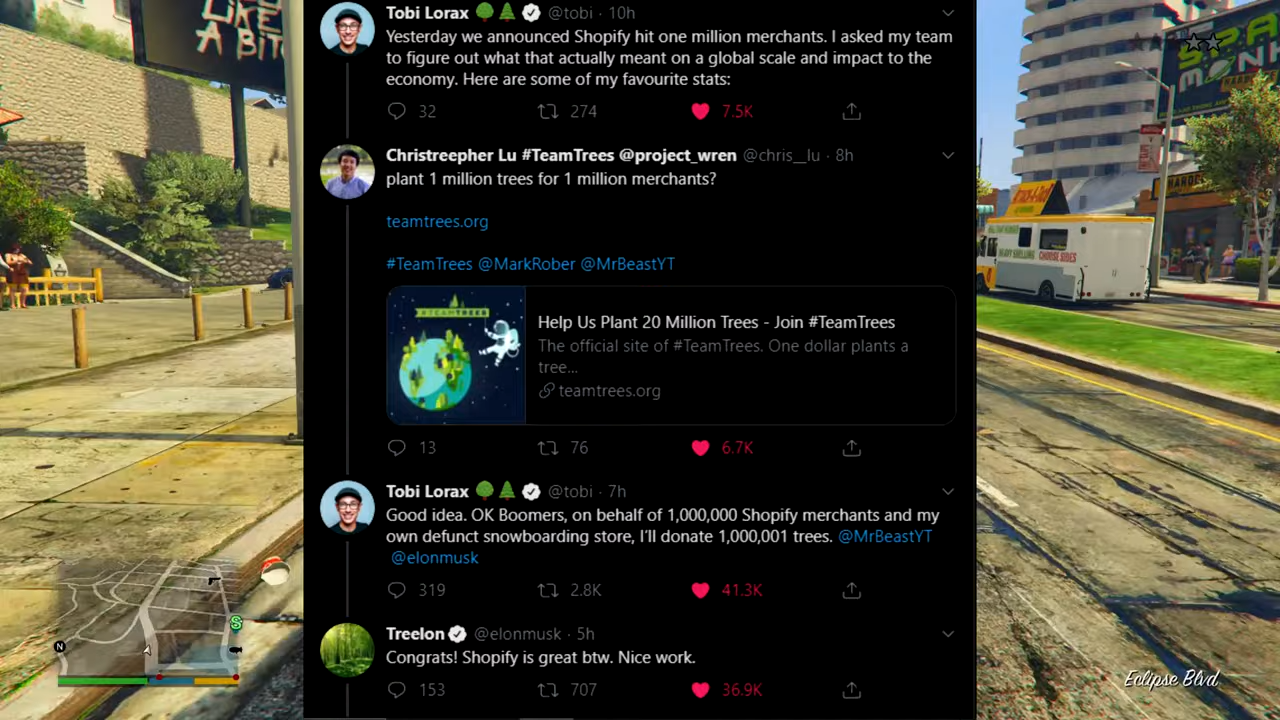 LIKE
A BIT
Tobi Lorax @tobi · 10h
Yesterday we announced Shopify hit one million merchants. I asked my team
to figure out what that actually meant on a global scale and impact to the
economy. Here are some of my favourite stats:
32 274 7.5K
Christreepher Lu #TeamTrees @project_wren @chris__lu · 8h
plant 1 million trees for 1 million merchants?
teamtrees.org
#TeamTrees @MarkRober @MrBeastYT
#TEAMTREES
Help Us Plant 20 Million Trees - Join #TeamTrees
The official site of #TeamTrees. One dollar plants a
tree...
teamtrees.org
13 76 6.7K
Tobi Lorax @tobi · 7h
Good idea. OK Boomers, on behalf of 1,000,000 Shopify merchants and my
own defunct snowboarding store, I'll donate 1,000,001 trees. @MrBeastYT
@elonmusk
319 2.8K 41.3K
Treelon @elonmusk · 5h
Congrats! Shopify is great btw. Nice work.
153 707 36.9K
N
S
Eclipse Blvd